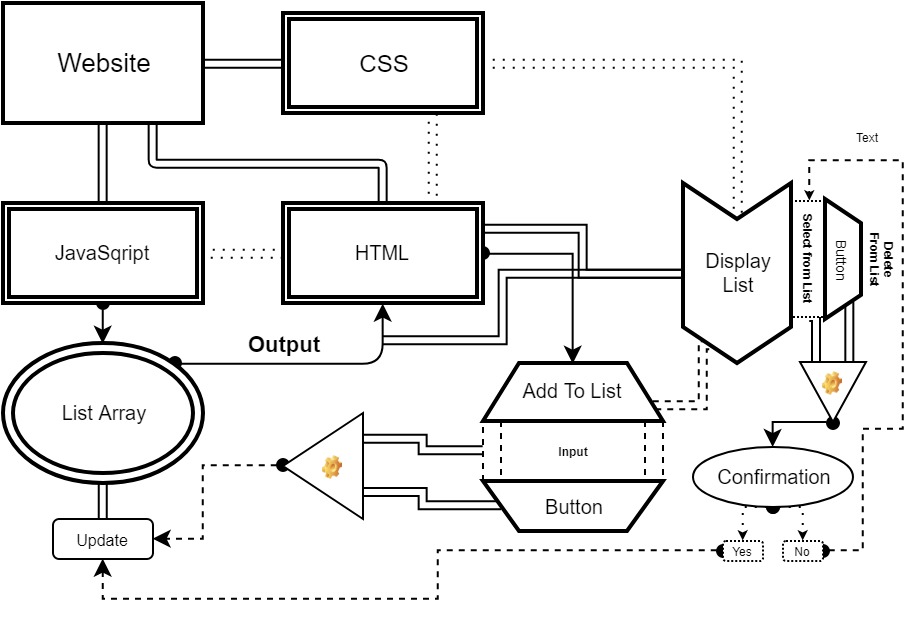 Website
CSS
Text
JavaSqript
HTML
Display
List
Select from List
Button
Delete
From List
Output
List Array
Add To List
Input
Button
Confirmation
Update
Yes
No